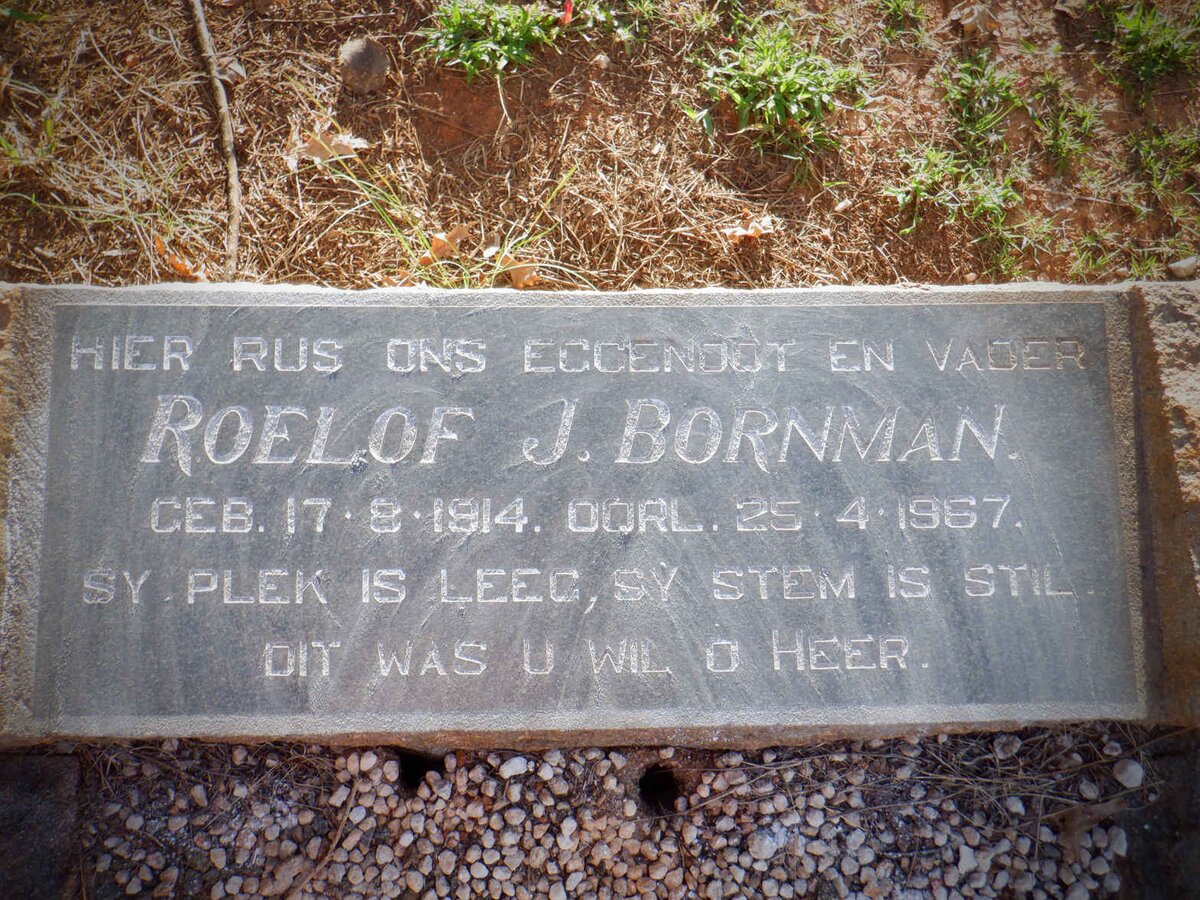 HIER RUS ONS EGGENOOT EN VADER
ROELOF J. BORNMAN.
GEB. 17·8·1914. OORL. 25·4·1967.
SY PLEK IS LEEG, SY STEM IS STIL.
DIT WAS U WIL O HEER.